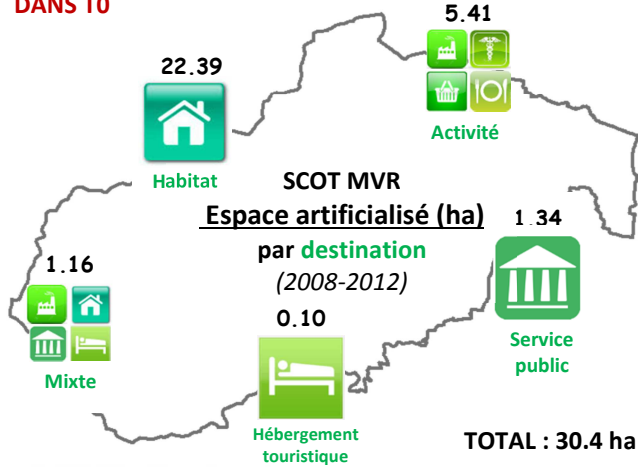 DANS T0
5.41
22.39
Activité
Habitat
SCOT MVR
Espace artificialisé (ha)
par destination
(2008-2012)
1.34
1.16
0.10
Service
public
Mixte
Hébergement
touristique
TOTAL : 30.4 ha